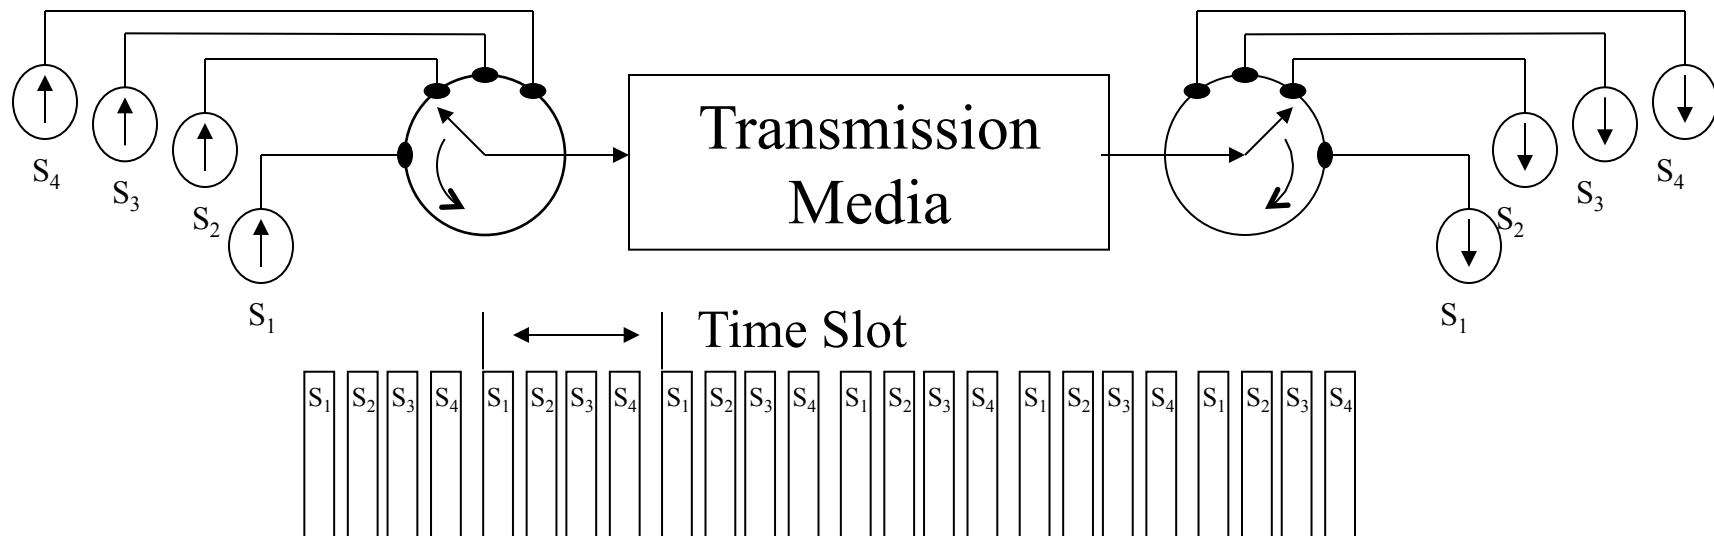 Transmission
Media
S₄
S₃
S₂
S₁
S₂
S₃
S₄
S₁
Time Slot
S₁ S₂ S₃ S₄ S₁ S₂ S₃ S₄ S₁ S₂ S₃ S₄ S₁ S₂ S₃ S₄ S₁ S₂ S₃ S₄ S₁ S₂ S₃ S₄